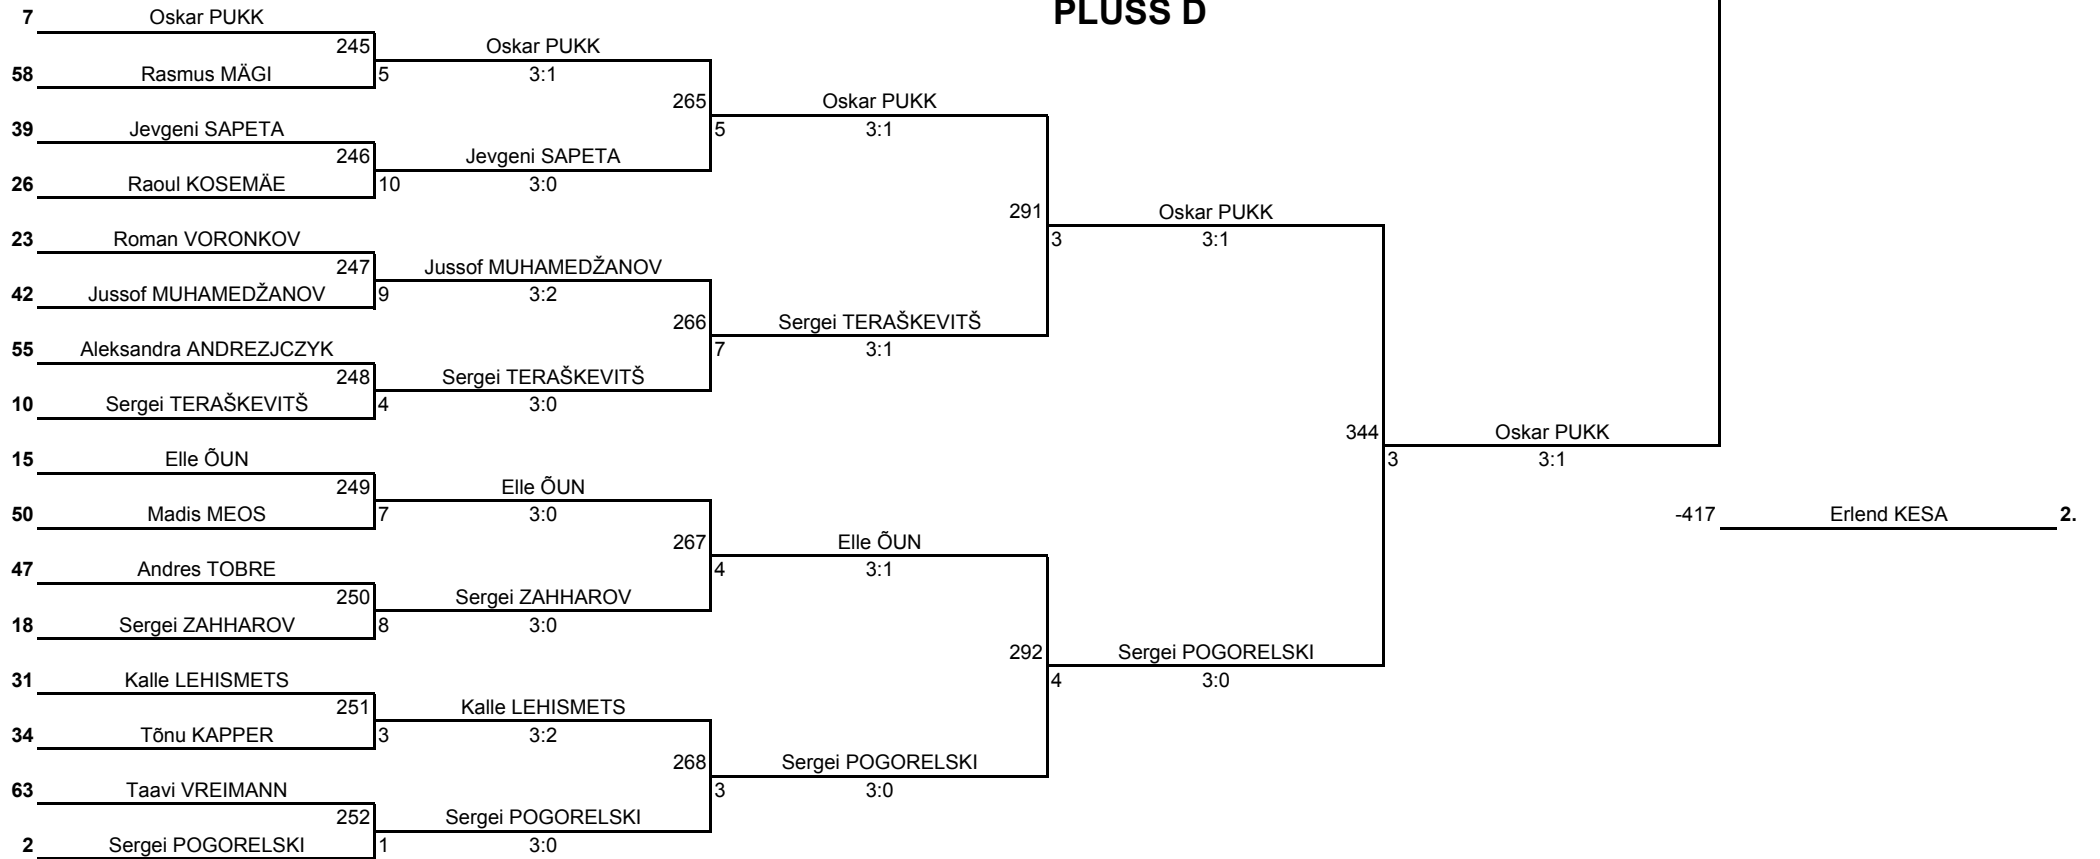 PLUSS D
7 Oskar PUKK
245 Oskar PUKK
58 Rasmus MÄGI 5 3:1
265 Oskar PUKK
39 Jevgeni SAPETA 5 3:1
246 Jevgeni SAPETA
26 Raoul KOSEMÄE 10 3:0
291 Oskar PUKK
23 Roman VORONKOV 3 3:1
247 Jussof MUHAMEDŽANOV
42 Jussof MUHAMEDŽANOV 9 3:2
266 Sergei TERAŠKEVITŠ
55 Aleksandra ANDREZJCZYK 7 3:1
248 Sergei TERAŠKEVITŠ
10 Sergei TERAŠKEVITŠ 4 3:0
344 Oskar PUKK
15 Elle ÕUN 3 3:1
249 Elle ÕUN
50 Madis MEOS 7 3:0 -417 Erlend KESA 2.
267 Elle ÕUN
47 Andres TOBRE 4 3:1
250 Sergei ZAHHAROV
18 Sergei ZAHHAROV 8 3:0
292 Sergei POGORELSKI
31 Kalle LEHISMETS 4 3:0
251 Kalle LEHISMETS
34 Tõnu KAPPER 3 3:2
268 Sergei POGORELSKI
63 Taavi VREIMANN 3 3:0
252 Sergei POGORELSKI
2 Sergei POGORELSKI 1 3:0